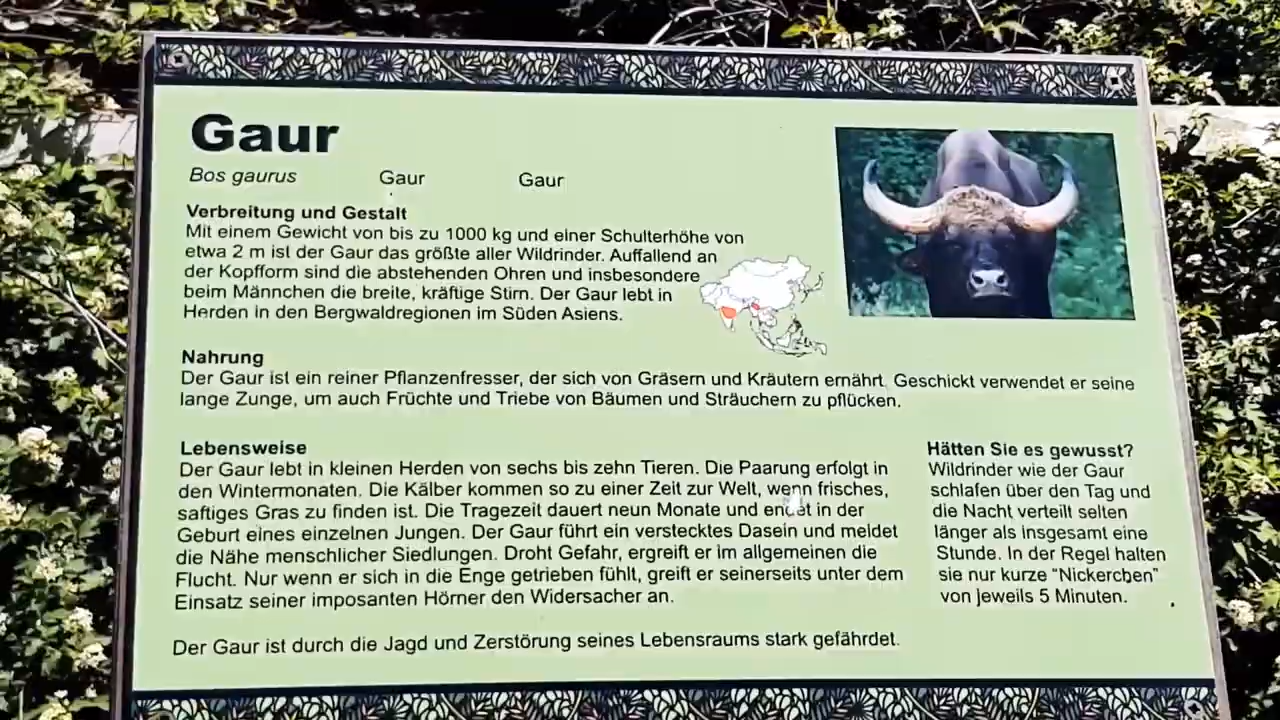 Gaur
Bos gaurus Gaur Gaur
Verbreitung und Gestalt
Mit einem Gewicht von bis zu 1000 kg und einer Schulterhöhe von
etwa 2 m ist der Gaur das größte aller Wildrinder. Auffallend an
der Kopfform sind die abstehenden Ohren und insbesondere
beim Männchen die breite, kräftige Stirn. Der Gaur lebt in
Herden in den Bergwaldregionen im Süden Asiens.
Nahrung
Der Gaur ist ein reiner Pflanzenfresser, der sich von Gräsern und Kräutern ernährt. Geschickt verwendet er seine
lange Zunge, um auch Früchte und Triebe von Bäumen und Sträuchern zu pflücken.
Lebensweise
Der Gaur lebt in kleinen Herden von sechs bis zehn Tieren. Die Paarung erfolgt in
den Wintermonaten. Die Kälber kommen so zu einer Zeit zur Welt, wenn frisches,
saftiges Gras zu finden ist. Die Tragezeit dauert neun Monate und endet in der
Geburt eines einzelnen Jungen. Der Gaur führt ein verstecktes Dasein und meldet
die Nähe menschlicher Siedlungen. Droht Gefahr, ergreift er im allgemeinen die
Flucht. Nur wenn er sich in die Enge getrieben fühlt, greift er seinerseits unter dem
Einsatz seiner imposanten Hörner den Widersacher an.
Der Gaur ist durch die Jagd und Zerstörung seines Lebensraums stark gefährdet.
Hätten Sie es gewusst?
Wildrinder wie der Gaur
schlafen über den Tag und
die Nacht verteilt selten
länger als insgesamt eine
Stunde. In der Regel halten
sie nur kurze "Nickerchen"
von jeweils 5 Minuten.